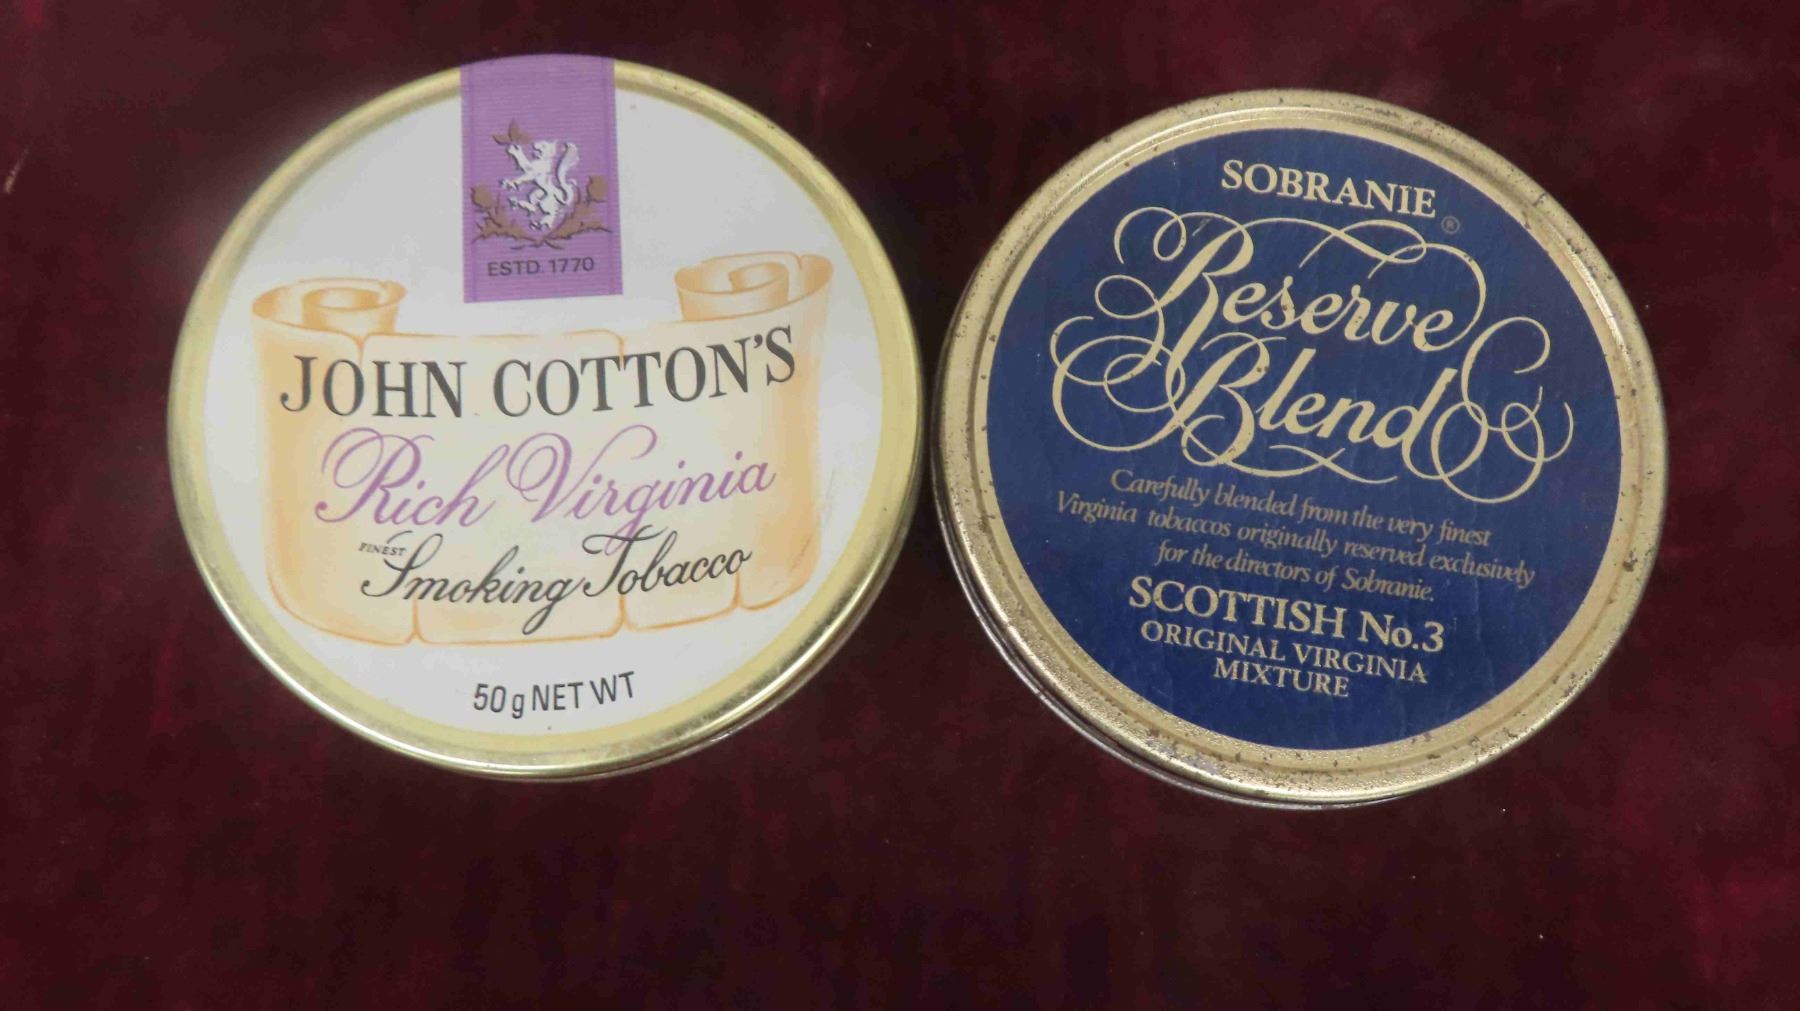 ESTD. 1770
JOHN COTTON'S
Rich Virginia
FINEST
Smoking Tobacco
50g NET WT
SOBRANIE®
Reserve
Blend
Carefully blended from the very finest
Virginia tobaccos originally reserved exclusively
for the directors of Sobranie.
SCOTTISH No.3
ORIGINAL VIRGINIA
MIXTURE